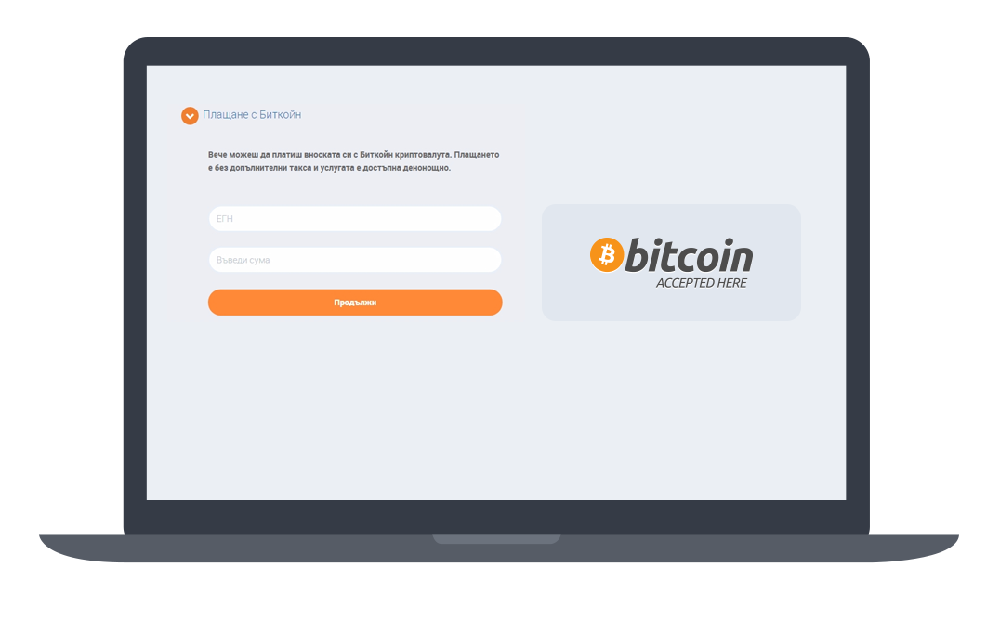 Плащане с Биткойн
Вече можеш да платиш вноската си с Биткойн криптовалута. Плащането
е без допълнителни такса и услугата е достъпна денонощно.
ЕГН
Въведи сума
Продължи
bitcoin
ACCEPTED HERE